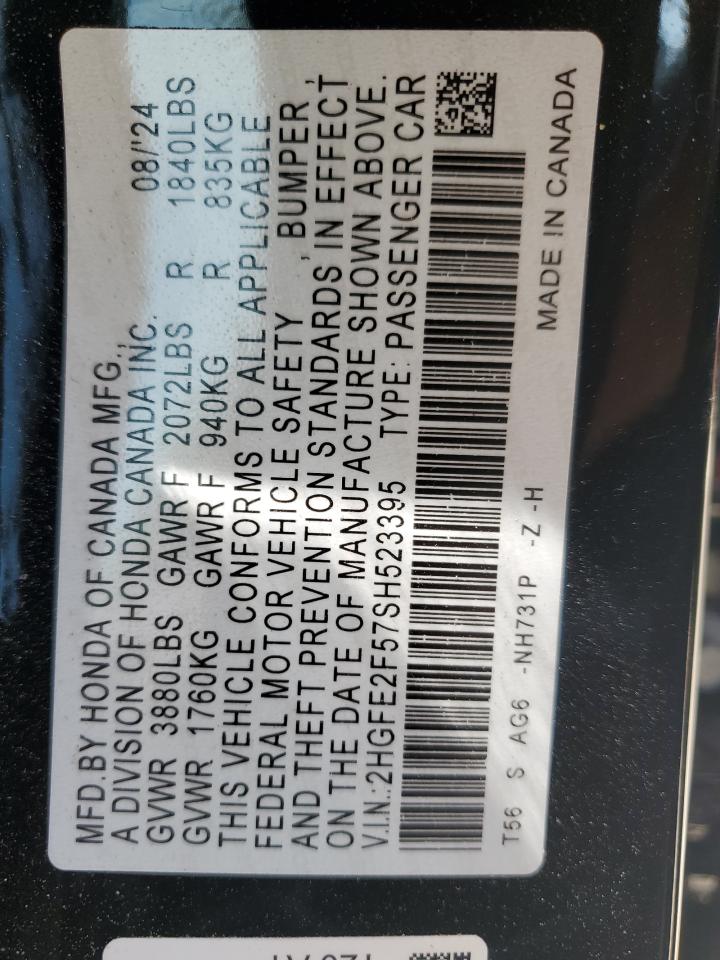 MFD.BY HONDA OF CANADA MFG.,
A DIVISION OF HONDA CANADA INC. 08/'24
GVWR 3880LBS GAWR F 2072LBS R 1840LBS
GVWR 1760KG GAWR F 940KG R 835KG
THIS VEHICLE CONFORMS TO ALL APPLICABLE
FEDERAL MOTOR VEHICLE SAFETY , BUMPER ,
AND THEFT PREVENTION STANDARDS IN EFFECT
ON THE DATE OF MANUFACTURE SHOWN ABOVE.
V.I.N.:2HGFE2F57SH523395 TYPE: PASSENGER CAR
T56 S AG6 -NH731P -Z -H
MADE IN CANADA